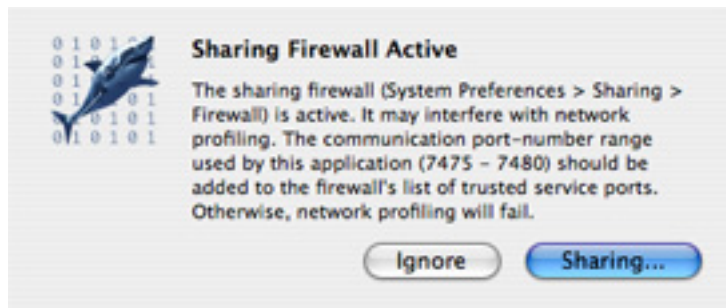 Sharing Firewall Active
The sharing firewall (System Preferences > Sharing >
Firewall) is active. It may interfere with network
profiling. The communication port-number range
used by this application (7475 - 7480) should be
added to the firewall's list of trusted service ports.
Otherwise, network profiling will fail.
Ignore
Sharing...